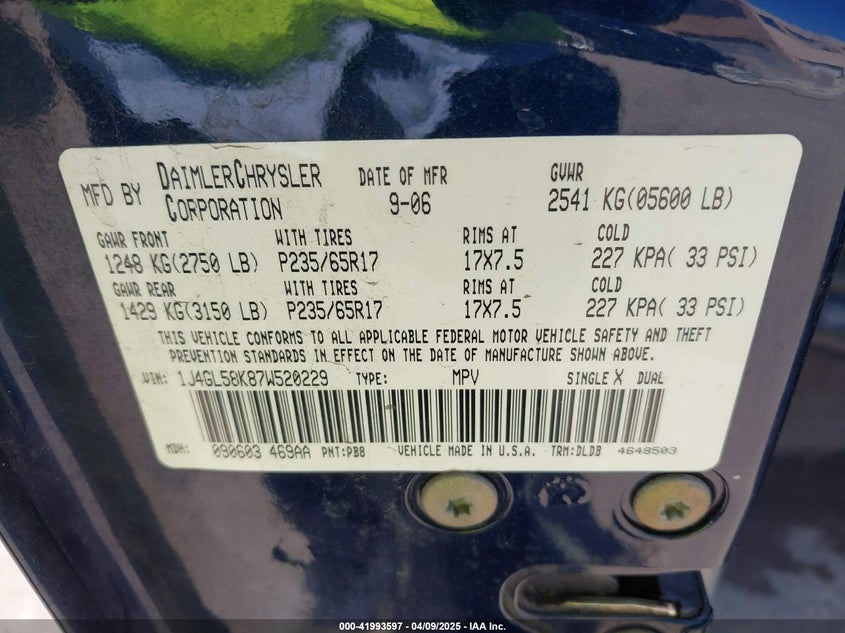 MFD BY DAIMLERCHRYSLER CORPORATION DATE OF MFR 9-06 GVWR 2541 KG(05600 LB)
GAWR FRONT WITH TIRES RIMS AT COLD
1248 KG(2750 LB) P235/65R17 17X7.5 227 KPA( 33 PSI)
GAWR REAR WITH TIRES RIMS AT COLD
1429 KG(3150 LB) P235/65R17 17X7.5 227 KPA( 33 PSI)
THIS VEHICLE CONFORMS TO ALL APPLICABLE FEDERAL MOTOR VEHICLE SAFETY AND THEFT
PREVENTION STANDARDS IN EFFECT ON THE DATE OF MANUFACTURE SHOWN ABOVE.
VIN: 1J4GL58K87W520229 TYPE: MPV SINGLE X DUAL
MDH: 090603 469AA PNT:PB8 VEHICLE MADE IN U.S.A. TRM:DLDB 4648503
000-41993597 - 04/09/2025 - IAA Inc.